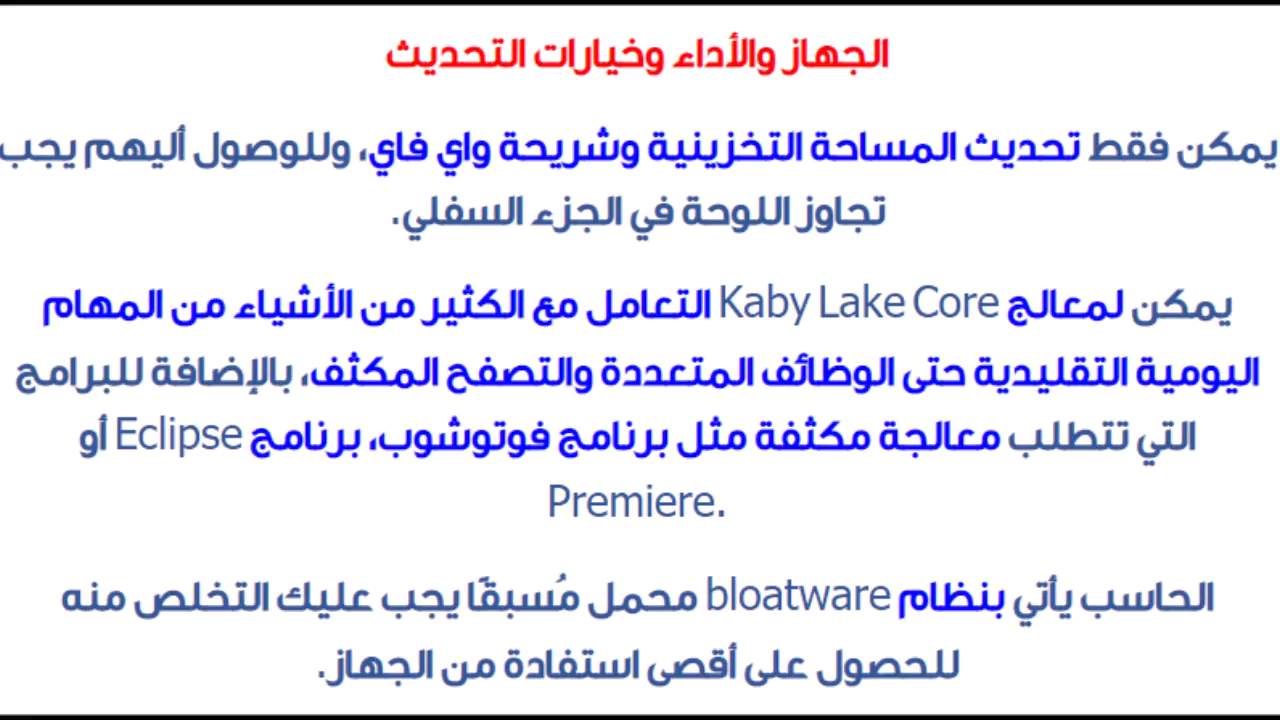 الجهاز والأداء وخيارات التحديث
يمكن فقط تحديث المساحة التخزينية وشريحة واي فاي، وللوصول أليهم يجب
تجاوز اللوحة في الجزء السفلي.
يمكن لمعالج Kaby Lake Core التعامل مع الكثير من الأشياء من المهام
اليومية التقليدية حتى الوظائف المتعددة والتصفح المكثف، بالإضافة للبرامج
التي تتطلب معالجة مكثفة مثل برنامج فوتوشوب، برنامج Eclipse أو
Premiere.
الحاسب يأتي بنظام bloatware محمل مُسبقًا يجب عليك التخلص منه
للحصول على أقصى استفادة من الجهاز.